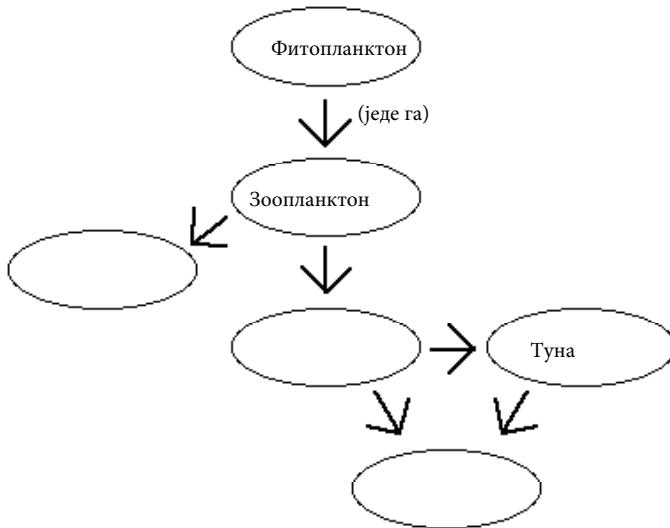 Фитопланктон
(једе га)
Зоопланктон
Туна